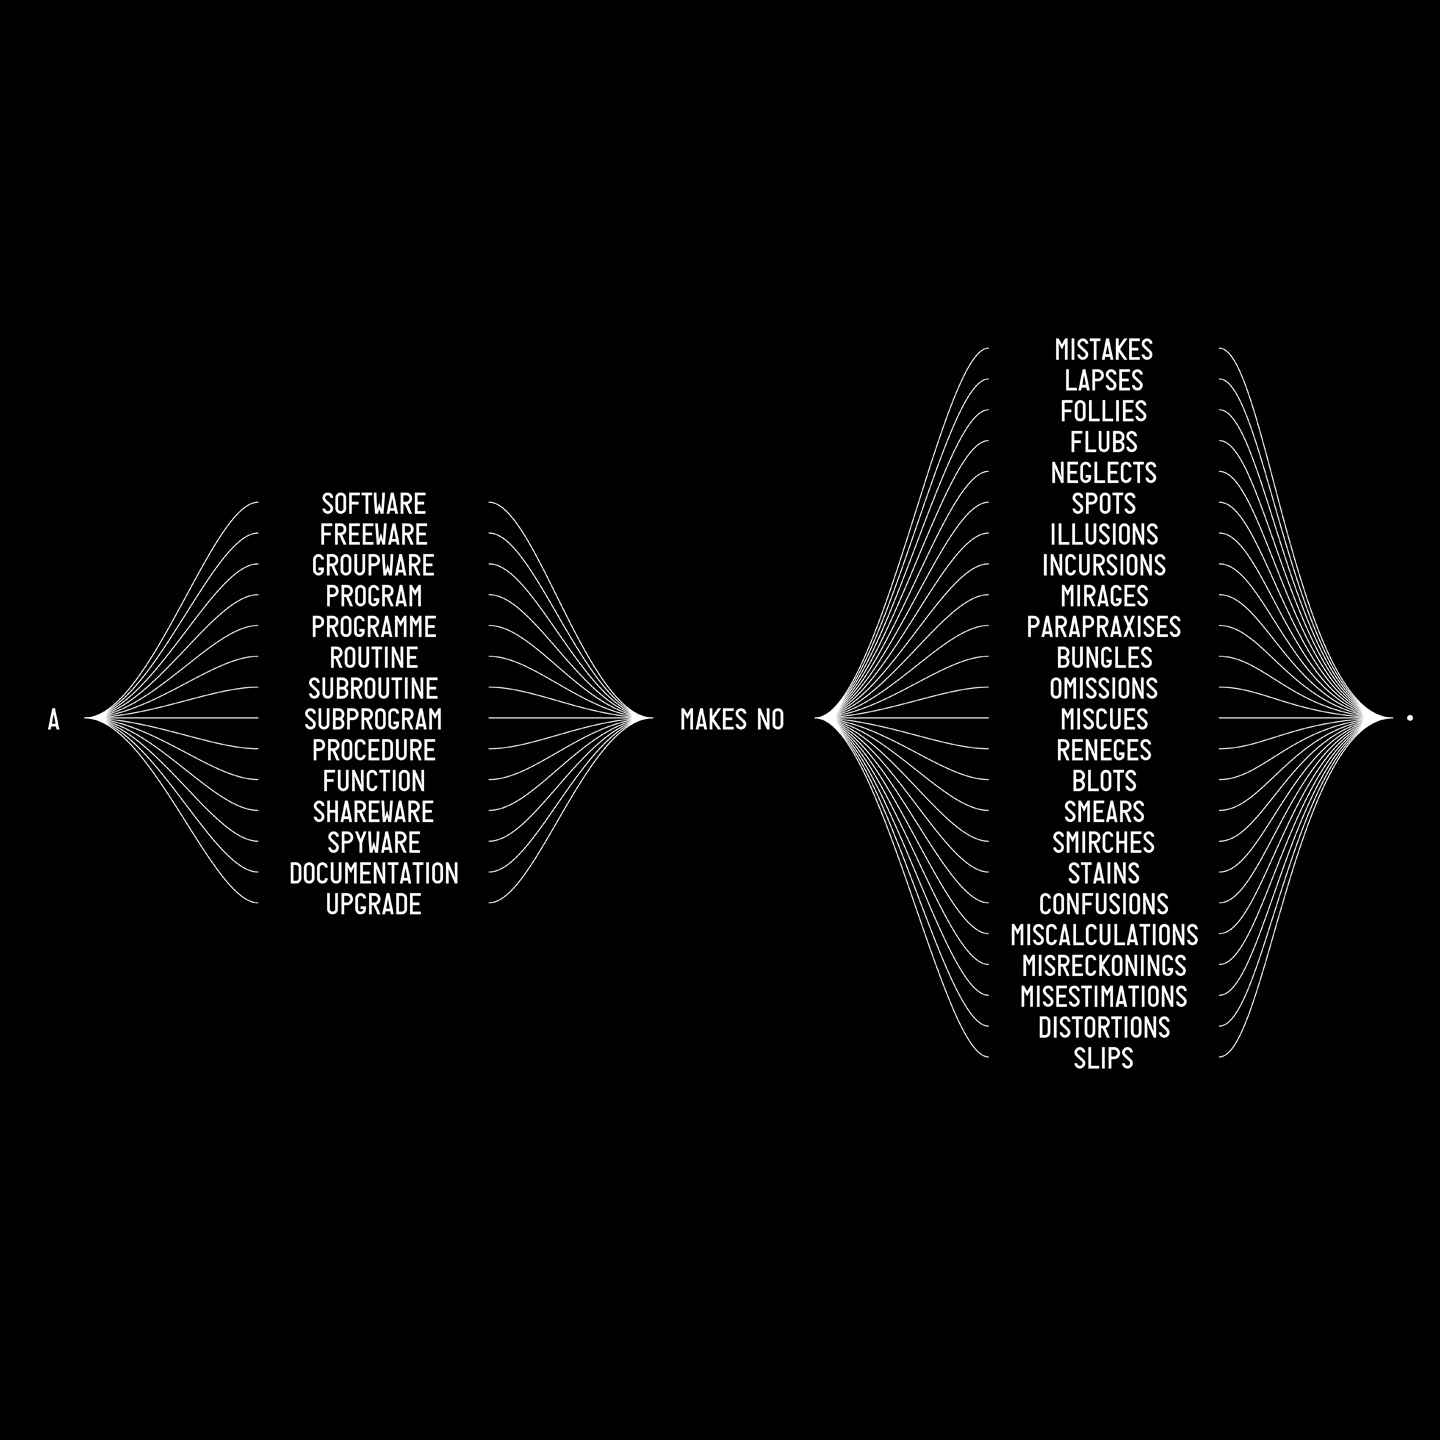 A
SOFTWARE
FREEWARE
GROUPWARE
PROGRAM
PROGRAMME
ROUTINE
SUBROUTINE
SUBPROGRAM
PROCEDURE
FUNCTION
SHAREWARE
SPYWARE
DOCUMENTATION
UPGRADE
MAKES NO
MISTAKES
LAPSES
FOLLIES
FLUBS
NEGLECTS
SPOTS
ILLUSIONS
INCURSIONS
MIRAGES
PARAPRAXISES
BUNGLES
OMISSIONS
MISCUES
RENEGES
BLOTS
SMEARS
SMIRCHES
STAINS
CONFUSIONS
MISCALCULATIONS
MISRECKONINGS
MISESTIMATIONS
DISTORTIONS
SLIPS
.